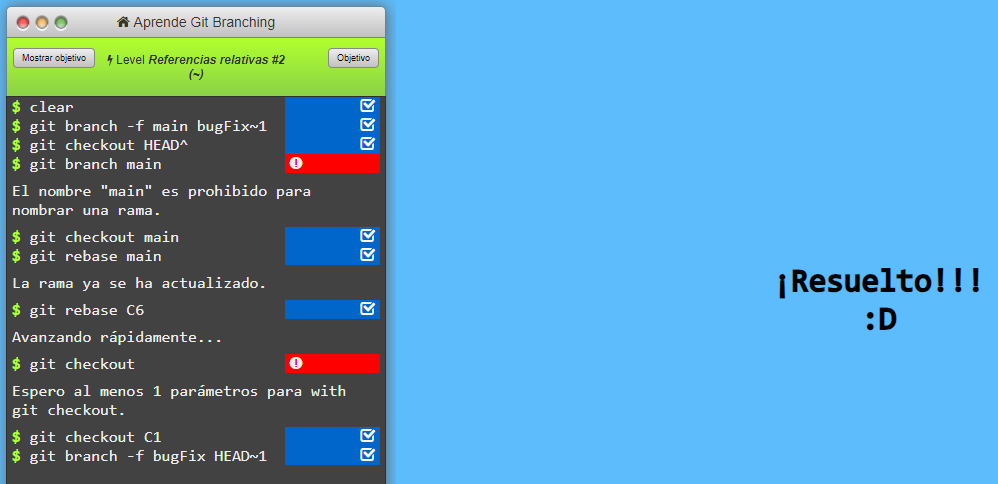 Aprende Git Branching
Mostrar objetivo
Level Referencias relativas #2
(~)
Objetivo
$ clear
$ git branch -f main bugFix~1
$ git checkout HEAD^
$ git branch main
El nombre "main" es prohibido para
nombrar una rama.
$ git checkout main
$ git rebase main
La rama ya se ha actualizado.
$ git rebase C6
Avanzando rápidamente...
$ git checkout
Espero al menos 1 parámetros para with
git checkout.
$ git checkout C1
$ git branch -f bugFix HEAD~1
¡Resuelto!!!
:D